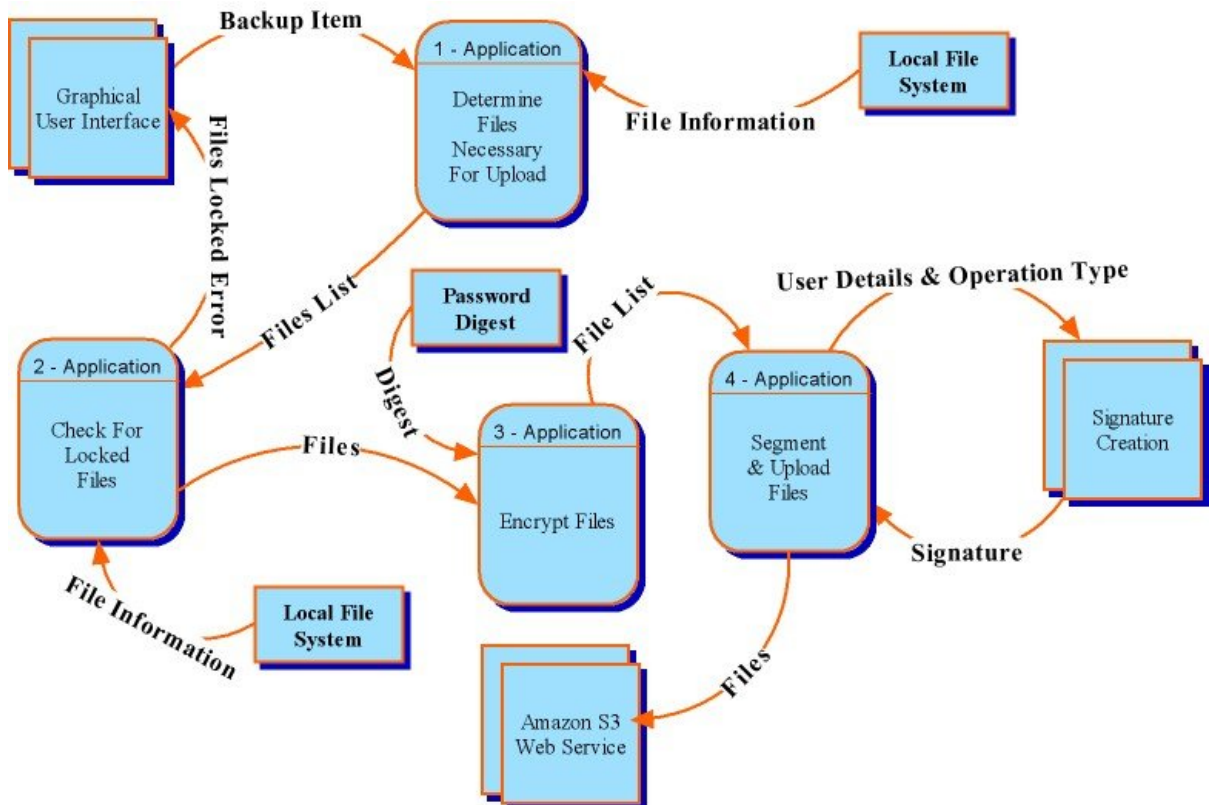 Backup Item
1 - Application
Determine
Files
Necessary
For Upload
Local File
System
File Information
Graphical
User Interface
Files Locked Error
Files List
Password
Digest
Digest
File List
User Details & Operation Type
2 - Application
Check For
Locked
Files
Files
3 - Application
Encrypt Files
4 - Application
Segment
& Upload
Files
Signature
Creation
Signature
File Information
Local File
System
Files
Amazon S3
Web Service